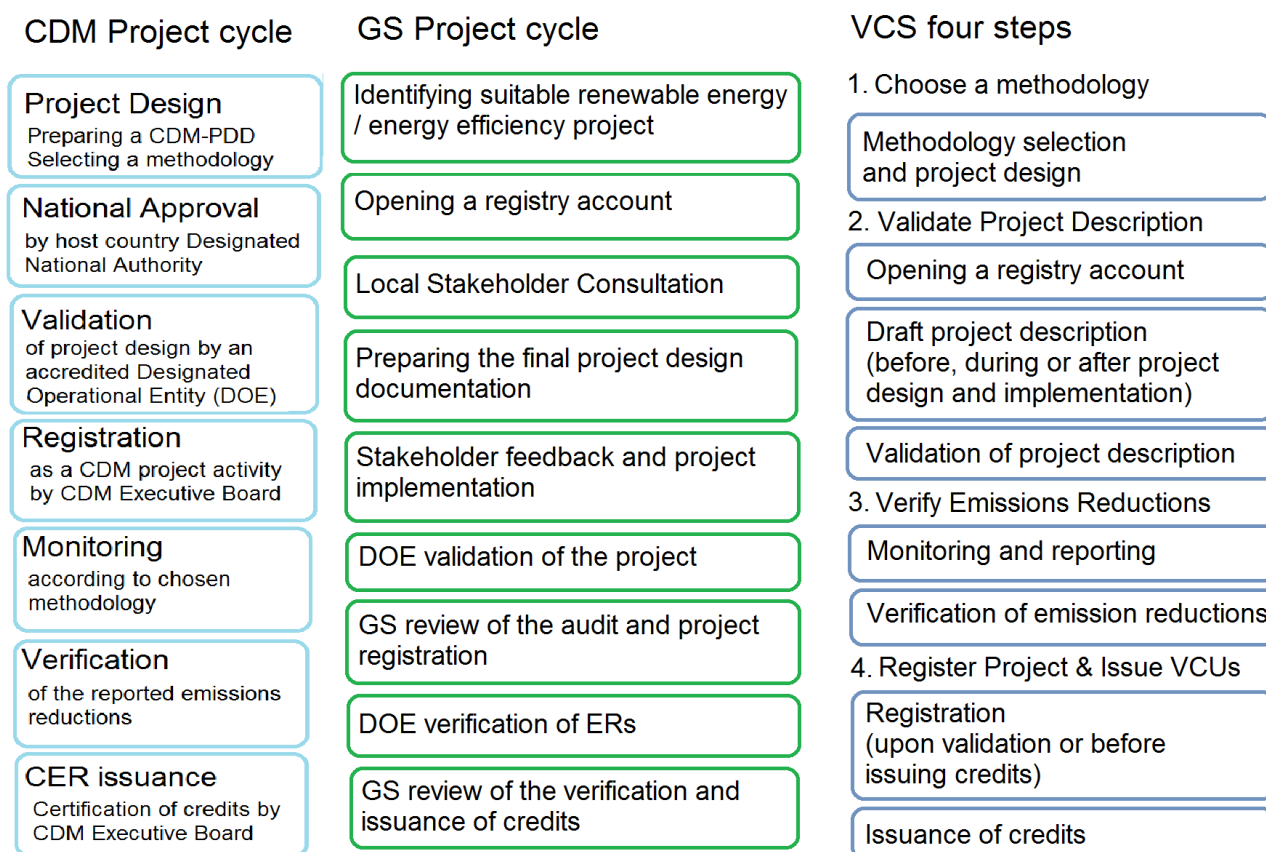 CDM Project cycle
Project Design
Preparing a CDM-PDD
Selecting a methodology
National Approval
by host country Designated
National Authority
Validation
of project design by an
accredited Designated
Operational Entity (DOE)
Registration
as a CDM project activity
by CDM Executive Board
Monitoring
according to chosen
methodology
Verification
of the reported emissions
reductions
CER issuance
Certification of credits by
CDM Executive Board
GS Project cycle
Identifying suitable renewable energy
/ energy efficiency project
Opening a registry account
Local Stakeholder Consultation
Preparing the final project design
documentation
Stakeholder feedback and project
implementation
DOE validation of the project
GS review of the audit and project
registration
DOE verification of ERs
GS review of the verification and
issuance of credits
VCS four steps
1. Choose a methodology
Methodology selection
and project design
2. Validate Project Description
Opening a registry account
Draft project description
(before, during or after project
design and implementation)
Validation of project description
3. Verify Emissions Reductions
Monitoring and reporting
Verification of emission reductions
4. Register Project & Issue VCUs
Registration
(upon validation or before
issuing credits)
Issuance of credits